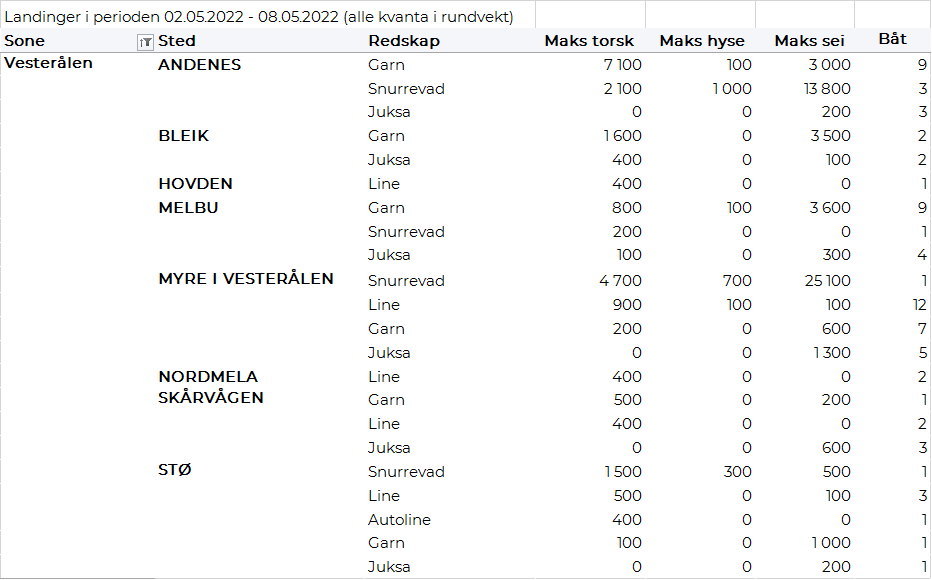 Landinger i perioden 02.05.2022 - 08.05.2022 (alle kvanta i rundvekt)
Sone Sted Redskap Maks torsk Maks hyse Maks sei Båt
Vesterålen ANDENES Garn 7 100 100 3 000 9
Snurrevad 2 100 1 000 13 800 3
Juksa 0 0 200 3
BLEIK Garn 1 600 0 3 500 2
Juksa 400 0 100 2
HOVDEN Line 400 0 0 1
MELBU Garn 800 100 3 600 9
Snurrevad 200 0 0 1
Juksa 100 0 300 4
MYRE I VESTERÅLEN Snurrevad 4 700 700 25 100 1
Line 900 100 100 12
Garn 200 0 600 7
Juksa 0 0 1 300 5
NORDMELA Line 400 0 0 2
SKÅRVÅGEN Garn 500 0 200 1
Line 400 0 0 2
Juksa 0 0 600 3
STØ Snurrevad 1 500 300 500 1
Line 500 0 100 3
Autoline 400 0 0 1
Garn 100 0 1 000 1
Juksa 0 0 200 1